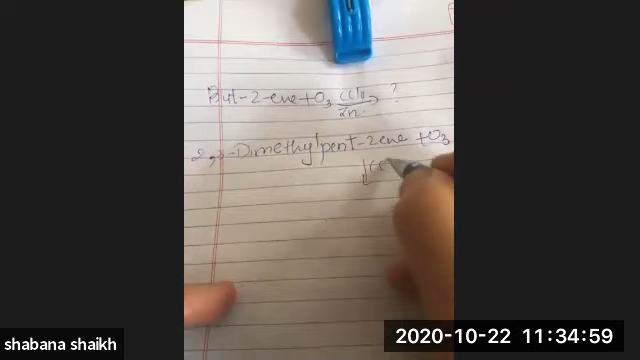 But-2-ene + O3 CCl4 → ?
Zn
2,3-Dimethylpent-2ene + O3
↓ CC
shabana shaikh
2020-10-22 11:34:59